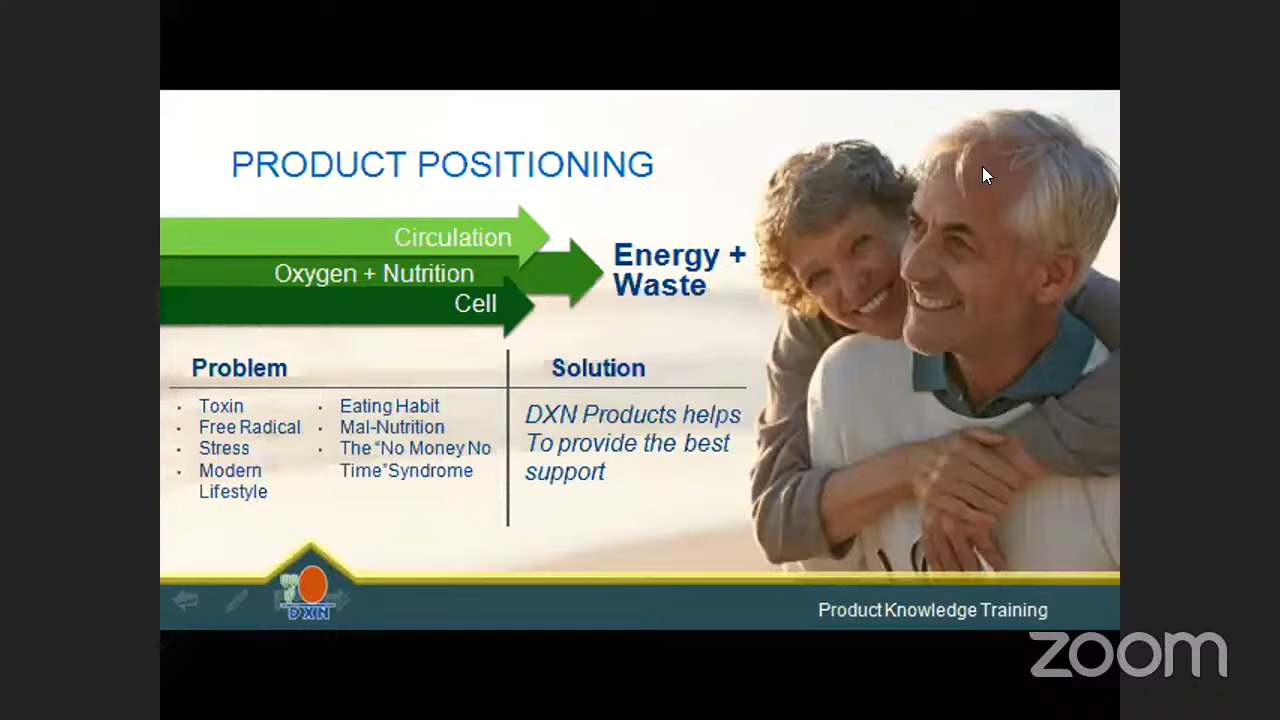 PRODUCT POSITIONING
Circulation
Oxygen + Nutrition
Cell
Energy +
Waste
Problem
Toxin
Free Radical
Stress
Modern
Lifestyle
Eating Habit
Mal-Nutrition
The “No Money No
Time”Syndrome
Solution
DXN Products helps
To provide the best
support
DXN
Product Knowledge Training
zoom